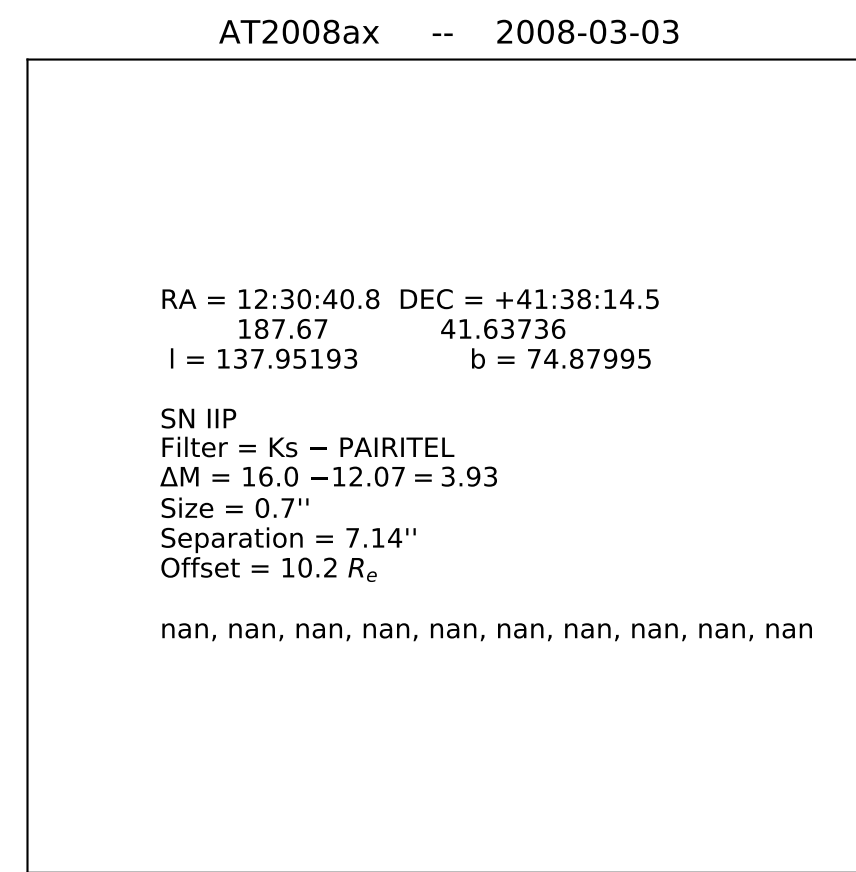 AT2008ax -- 2008-03-03
RA = 12:30:40.8 DEC = +41:38:14.5
187.67 41.63736
l = 137.95193 b = 74.87995
SN IIP
Filter = Ks − PAIRITEL
ΔM = 16.0 −12.07 = 3.93
Size = 0.7''
Separation = 7.14''
Offset = 10.2 Re
nan, nan, nan, nan, nan, nan, nan, nan, nan, nan